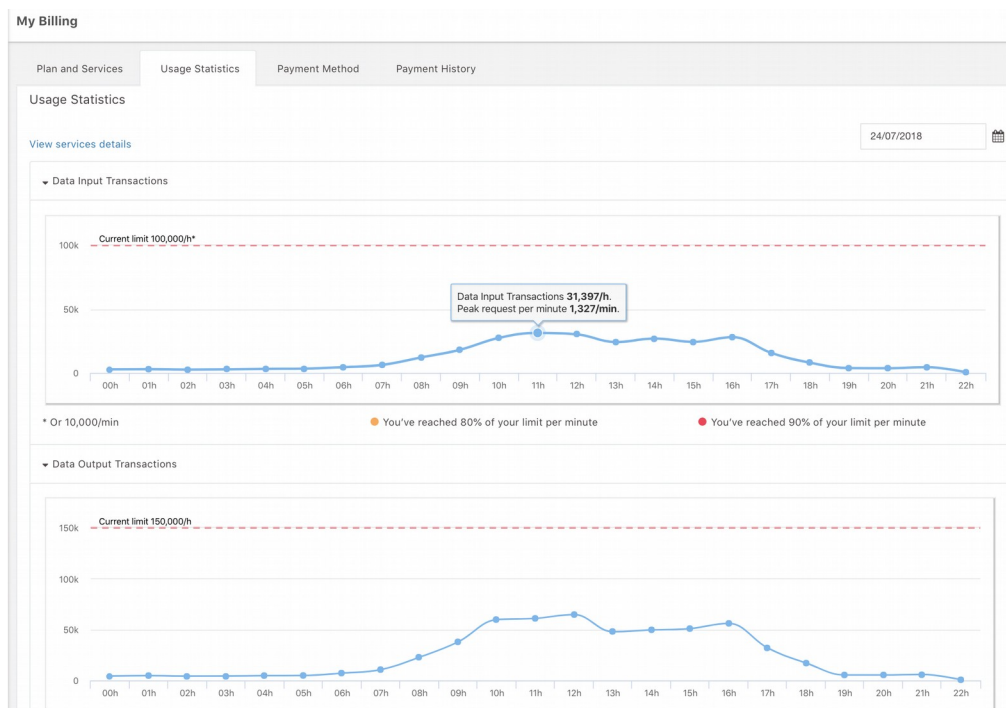 My Billing
Plan and Services Usage Statistics Payment Method Payment History
Usage Statistics
View services details 24/07/2018
Data Input Transactions
Current limit 100,000/h*
100k
Data Input Transactions 31,397/h.
Peak request per minute 1,327/min.
50k
0
00h 01h 02h 03h 04h 05h 06h 07h 08h 09h 10h 11h 12h 13h 14h 15h 16h 17h 18h 19h 20h 21h 22h
* Or 10,000/min You've reached 80% of your limit per minute You've reached 90% of your limit per minute
Data Output Transactions
Current limit 150,000/h
150k
100k
50k
0
00h 01h 02h 03h 04h 05h 06h 07h 08h 09h 10h 11h 12h 13h 14h 15h 16h 17h 18h 19h 20h 21h 22h